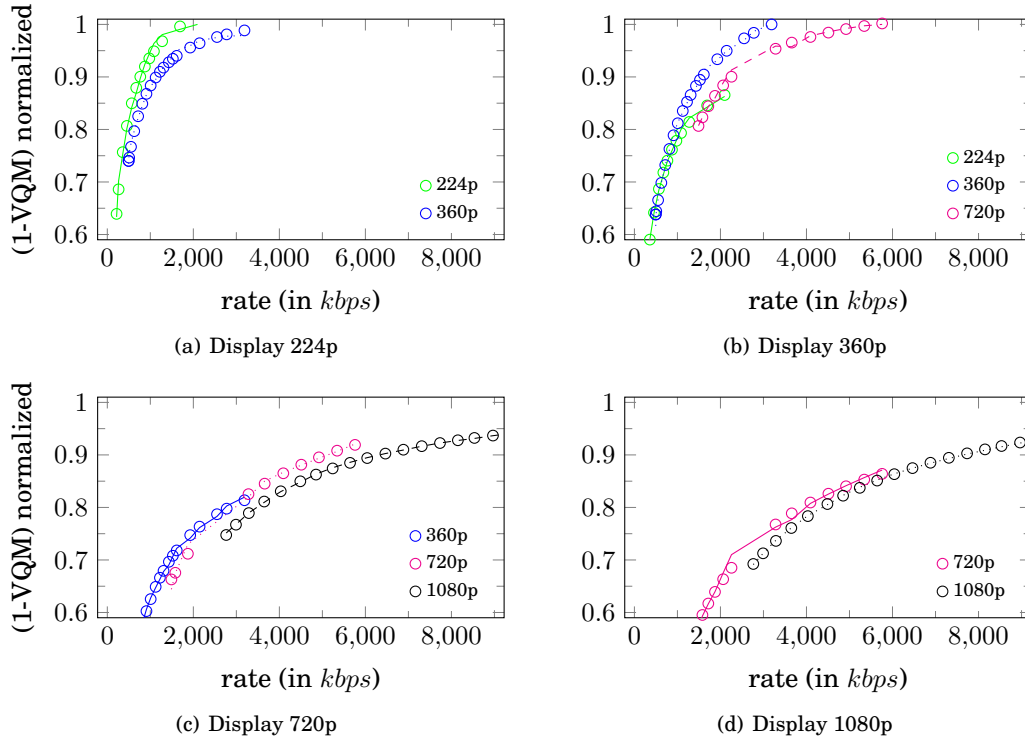 1
0.9
0.8
0.7
0.6
(1-VQM) normalized
224p
360p
0 2,000 4,000 6,000 8,000
rate (in kbps)
(a) Display 224p
1
0.9
0.8
0.7
0.6
224p
360p
720p
0 2,000 4,000 6,000 8,000
rate (in kbps)
(b) Display 360p
1
0.9
0.8
0.7
0.6
(1-VQM) normalized
360p
720p
1080p
0 2,000 4,000 6,000 8,000
rate (in kbps)
(c) Display 720p
1
0.9
0.8
0.7
0.6
720p
1080p
0 2,000 4,000 6,000 8,000
rate (in kbps)
(d) Display 1080p